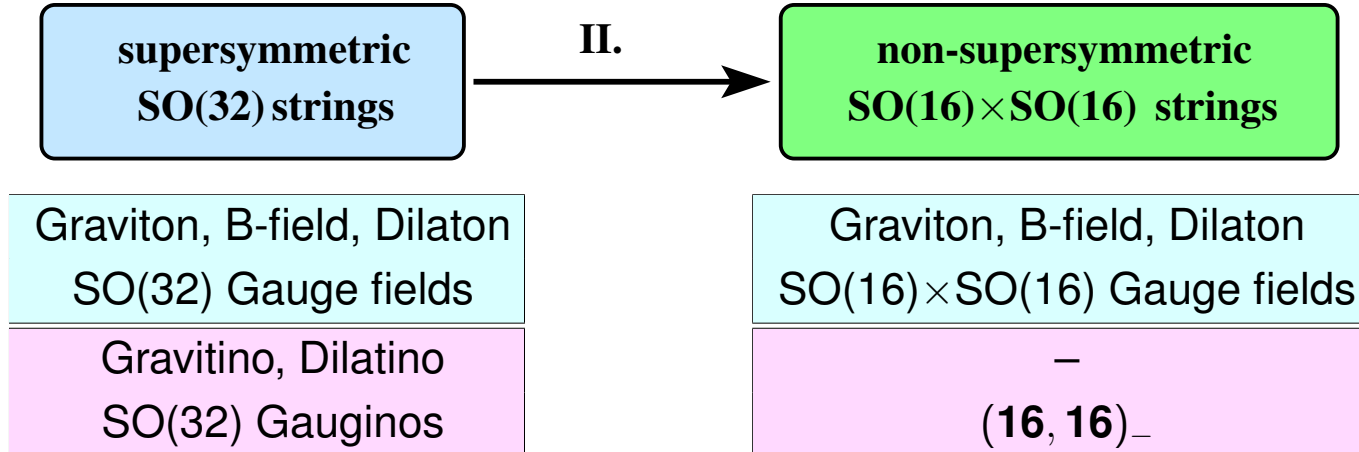 supersymmetric
SO(32) strings
II.
non-supersymmetric
SO(16)×SO(16) strings
Graviton, B-field, Dilaton
SO(32) Gauge fields
Gravitino, Dilatino
SO(32) Gauginos
Graviton, B-field, Dilaton
SO(16)×SO(16) Gauge fields
–
(16, 16)₋